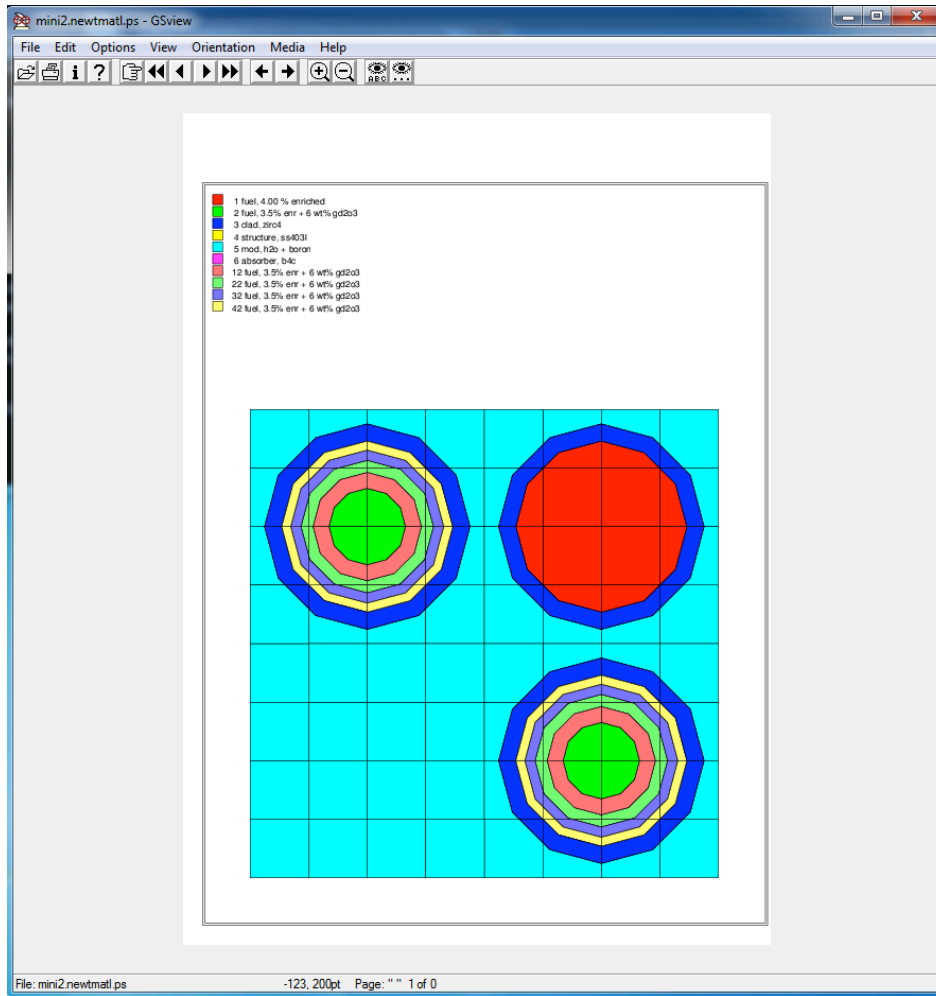 mini2.newtmatl.ps - GSview
File Edit Options View Orientation Media Help
i ? ABC
1 fuel, 4.00 % enriched
2 fuel, 3.5% enr + 6 wt% gd2o3
3 clad, zirc4
4 structure, ss403l
5 mod, h2o + boron
6 absorber, b4c
12 fuel, 3.5% enr + 6 wt% gd2o3
22 fuel, 3.5% enr + 6 wt% gd2o3
32 fuel, 3.5% enr + 6 wt% gd2o3
42 fuel, 3.5% enr + 6 wt% gd2o3
File: mini2.newtmatl.ps -123, 200pt Page: " " 1 of 0